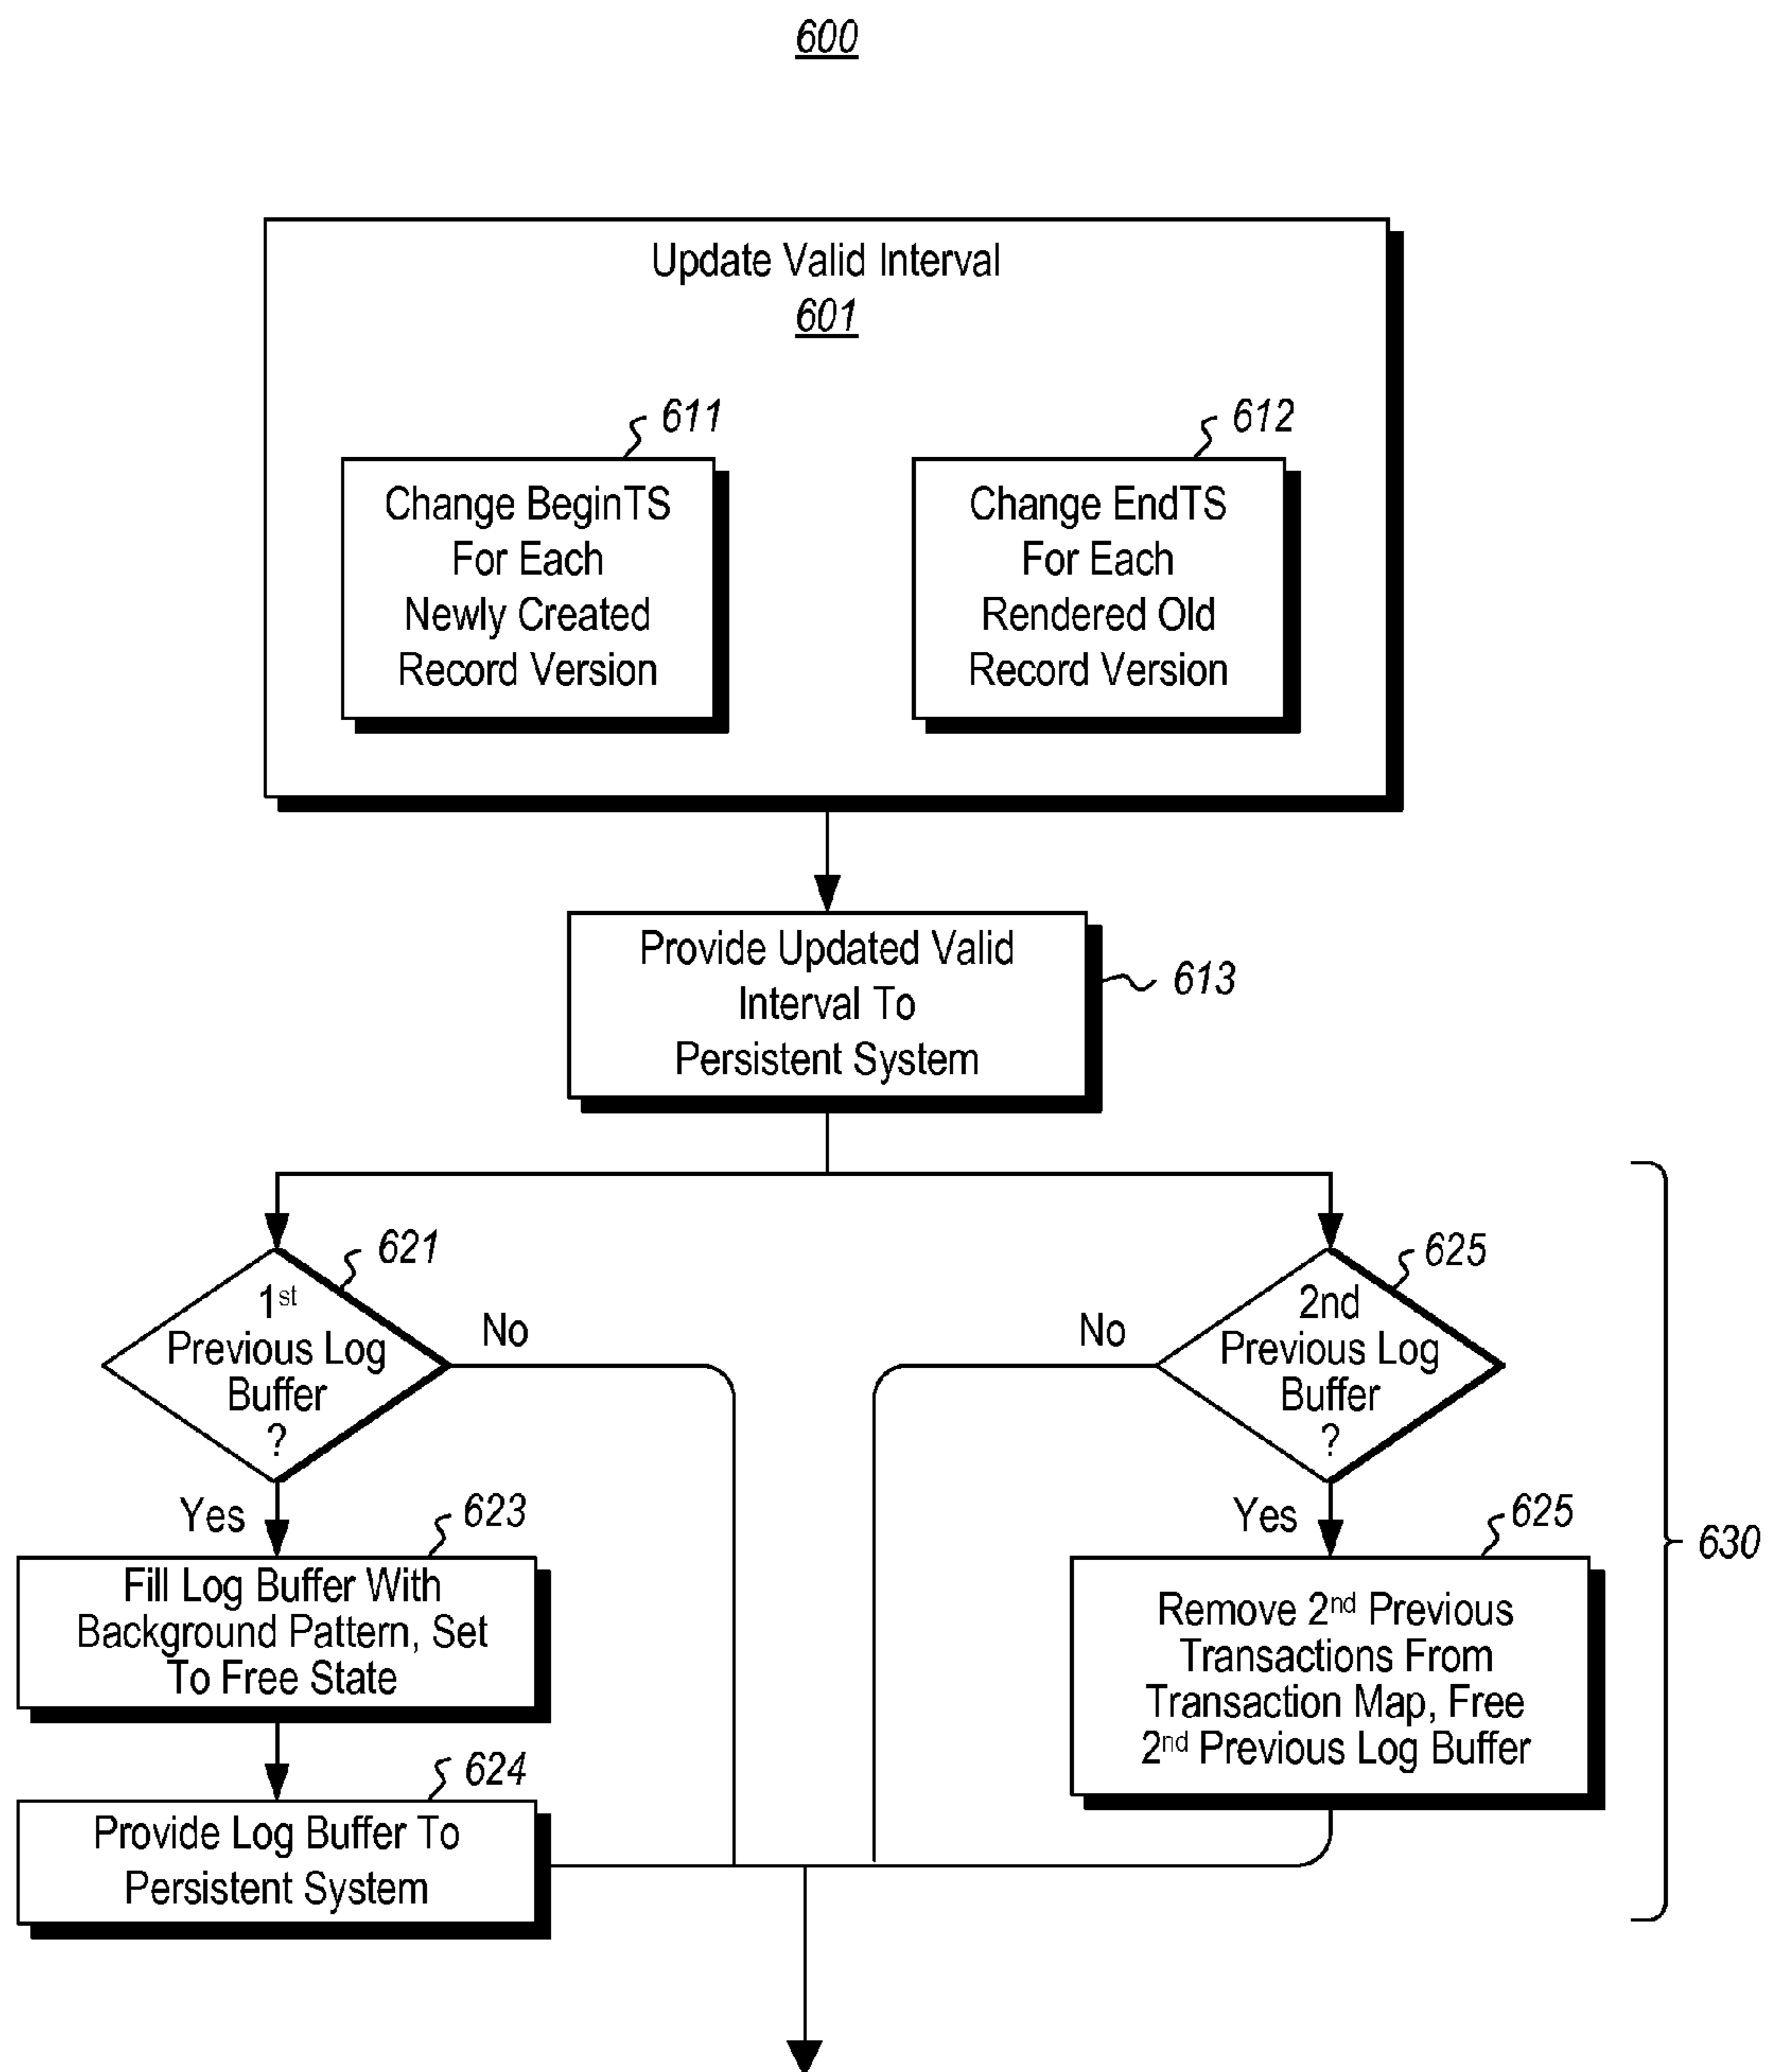 600
Update Valid Interval
601
611
Change BeginTS
For Each
Newly Created
Record Version
612
Change EndTS
For Each
Rendered Old
Record Version
Provide Updated Valid
Interval To
Persistent System
613
621
1st
Previous Log
Buffer
?
No
Yes
625
2nd
Previous Log
Buffer
?
No
Yes
623
Fill Log Buffer With
Background Pattern, Set
To Free State
624
Provide Log Buffer To
Persistent System
625
Remove 2nd Previous
Transactions From
Transaction Map, Free
2nd Previous Log Buffer
630